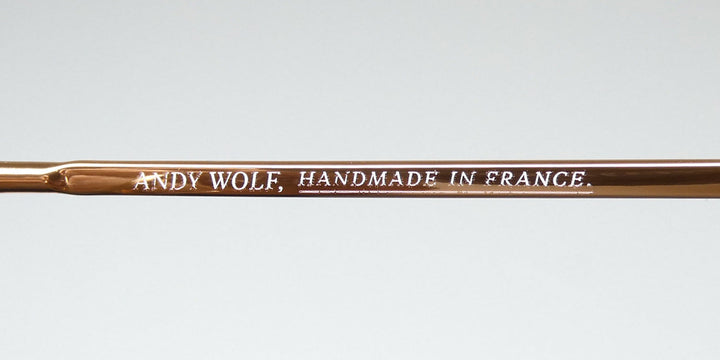 ANDY WOLF, HANDMADE IN FRANCE.